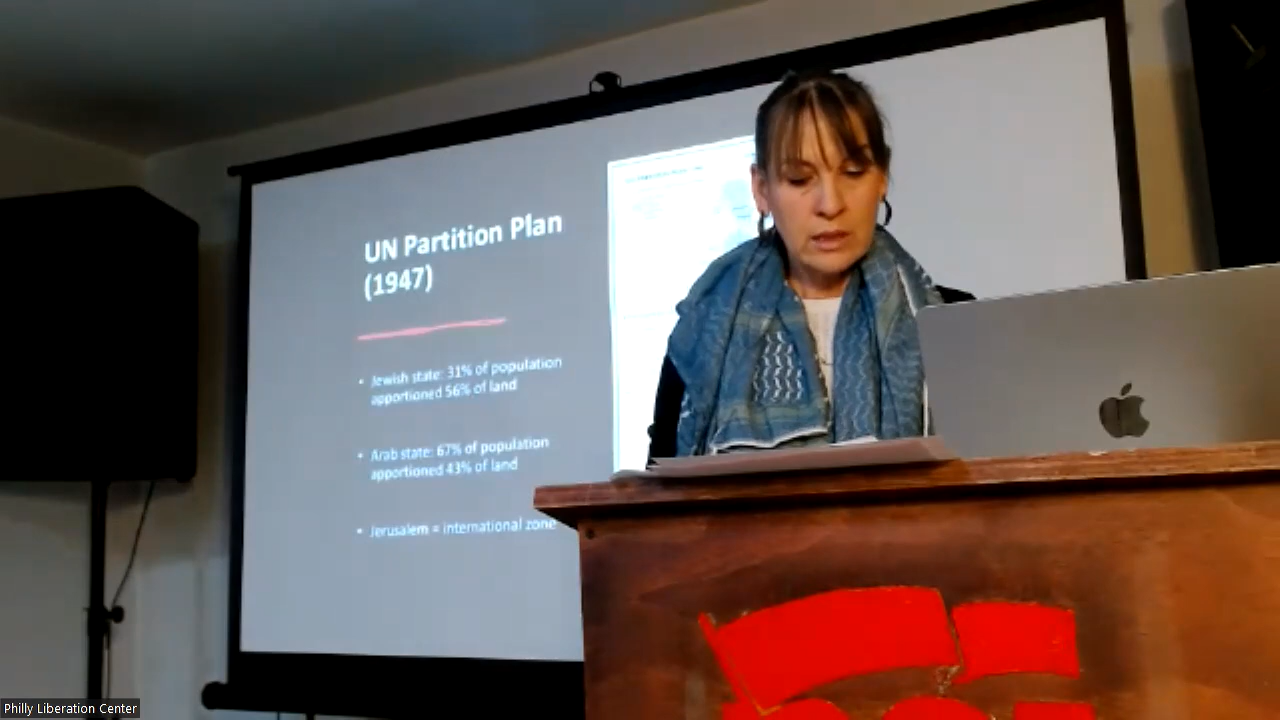 UN Partition Plan
(1947)
• Jewish state: 31% of population
apportioned 56% of land
• Arab state: 67% of population
apportioned 43% of land
• Jerusalem = international zone
Philly Liberation Center